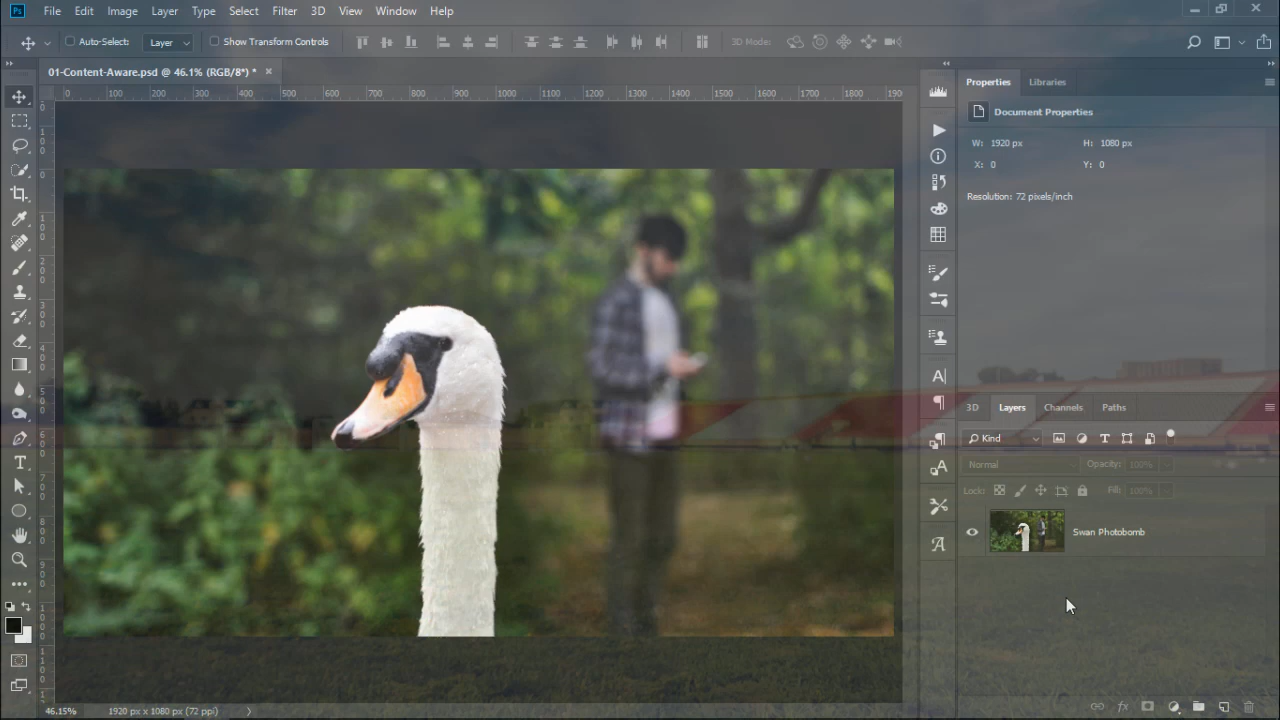 Ps File Edit Image Layer Type Select Filter 3D View Window Help
Auto-Select: Layer Show Transform Controls 3D Mode:
01-Content-Aware.psd @ 46.1% (RGB/8*) * ×
0 100 200 300 400 500 600 700 800 900 1000 1100 1200 1300 1400 1500 1600 1700 1800 1900
Properties Libraries
Document Properties
W: 1920 px H: 1080 px
X: 0 Y: 0
Resolution: 72 pixels/inch
3D Layers Channels Paths
Kind
Normal Opacity: 100%
Lock: Fill: 100%
Swan Photobomb
46.15% 1920 px x 1080 px (72 ppi)